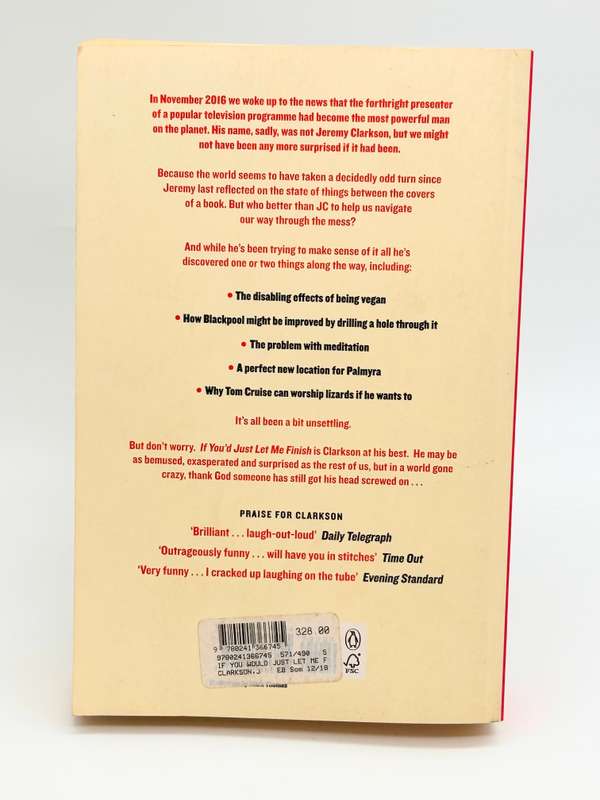 In November 2016 we woke up to the news that the forthright presenter
of a popular television programme had become the most powerful man
on the planet. His name, sadly, was not Jeremy Clarkson, but we might
not have been any more surprised if it had been.
Because the world seems to have taken a decidedly odd turn since
Jeremy last reflected on the state of things between the covers
of a book. But who better than JC to help us navigate
our way through the mess?
And while he's been trying to make sense of it all he's
discovered one or two things along the way, including:
• The disabling effects of being vegan
• How Blackpool might be improved by drilling a hole through it
• The problem with meditation
• A perfect new location for Palmyra
• Why Tom Cruise can worship lizards if he wants to
It's all been a bit unsettling.
But don't worry. If You'd Just Let Me Finish is Clarkson at his best. He may be
as bemused, exasperated and surprised as the rest of us, but in a world gone
crazy, thank God someone has still got his head screwed on . . .
PRAISE FOR CLARKSON
'Brilliant . . . laugh-out-loud' Daily Telegraph
'Outrageously funny . . . will have you in stitches' Time Out
'Very funny . . . I cracked up laughing on the tube' Evening Standard
328.00
9 780241 366745
9780241366745 571/490 S
IF YOU WOULD JUST LET ME F
CLARKSON.J EB Som 12/18
FSC
Thomas